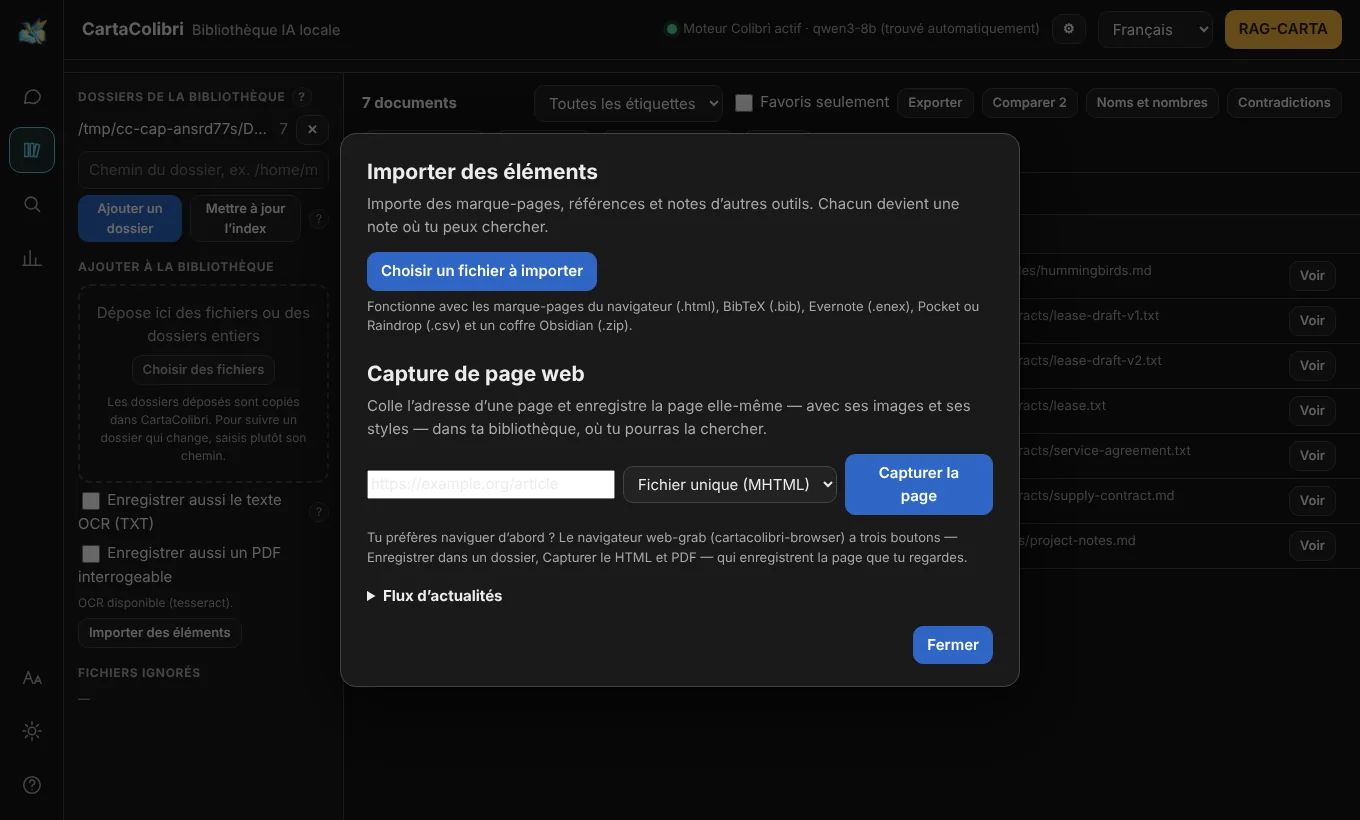 CartaColibri Bibliothèque IA locale
Moteur Colibrì actif · qwen3-8b (trouvé automatiquement)
Français
RAG-CARTA
DOSSIERS DE LA BIBLIOTHÈQUE ?
/tmp/cc-cap-ansrd77s/D... 7 ✕
Chemin du dossier, ex. /home/m
Ajouter un
dossier
Mettre à jour
l’index
?
AJOUTER À LA BIBLIOTHÈQUE
Dépose ici des fichiers ou des
dossiers entiers
Choisir des fichiers
Les dossiers déposés sont copiés
dans CartaColibri. Pour suivre un
dossier qui change, saisis plutôt son
chemin.
Enregistrer aussi le texte
OCR (TXT)
?
Enregistrer aussi un PDF
interrogeable
OCR disponible (tesseract).
Importer des éléments
FICHIERS IGNORÉS
—
7 documents
Toutes les étiquettes
Favoris seulement
Exporter
Comparer 2
Noms et nombres
Contradictions
Importer des éléments
Importe des marque-pages, références et notes d’autres outils. Chacun devient une
note où tu peux chercher.
Choisir un fichier à importer
Fonctionne avec les marque-pages du navigateur (.html), BibTeX (.bib), Evernote (.enex), Pocket ou
Raindrop (.csv) et un coffre Obsidian (.zip).
Capture de page web
Colle l’adresse d’une page et enregistre la page elle-même — avec ses images et ses
styles — dans ta bibliothèque, où tu pourras la chercher.
https://example.org/article
Fichier unique (MHTML)
Capturer la
page
Tu préfères naviguer d’abord ? Le navigateur web-grab (cartacolibri-browser) a trois boutons —
Enregistrer dans un dossier, Capturer le HTML et PDF — qui enregistrent la page que tu regardes.
Flux d’actualités
Fermer
es/hummingbirds.md Voir
racts/lease-draft-v1.txt Voir
racts/lease-draft-v2.txt Voir
racts/lease.txt Voir
racts/service-agreement.txt Voir
racts/supply-contract.md Voir
s/project-notes.md Voir
AA
?